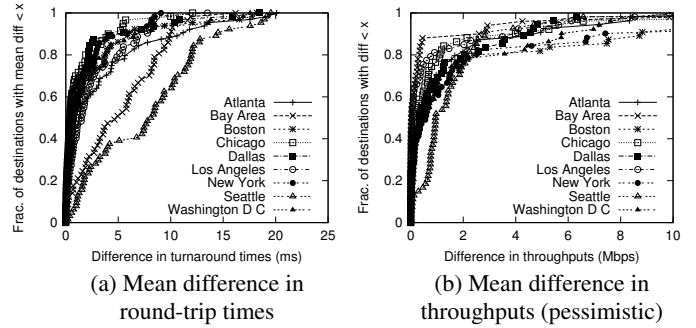 Frac. of destinations with mean diff < x
1
0.8
0.6
0.4
0.2
0
Atlanta
Bay Area
Boston
Chicago
Dallas
Los Angeles
New York
Seattle
Washington D C
0 5 10 15 20 25
Difference in turnaround times (ms)
(a) Mean difference in
round-trip times
Frac. of destinations with diff < x
1
0.8
0.6
0.4
0.2
0
Atlanta
Bay Area
Boston
Chicago
Dallas
Los Angeles
New York
Seattle
Washington D C
0 2 4 6 8 10
Difference in throughputs (Mbps)
(b) Mean difference in
throughputs (pessimistic)